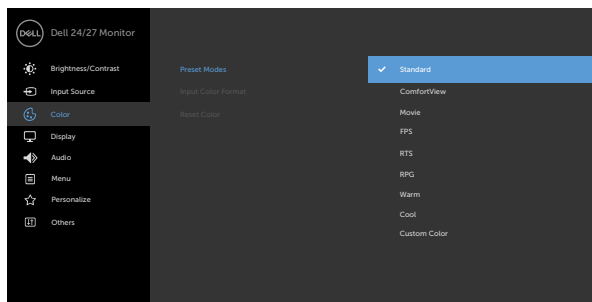 DELL
Dell 24/27 Monitor
Brightness/Contrast
Input Source
Color
Display
Audio
Menu
Personalize
Others
Preset Modes
Input Color Format
Reset Color
Standard
ComfortView
Movie
FPS
RTS
RPG
Warm
Cool
Custom Color